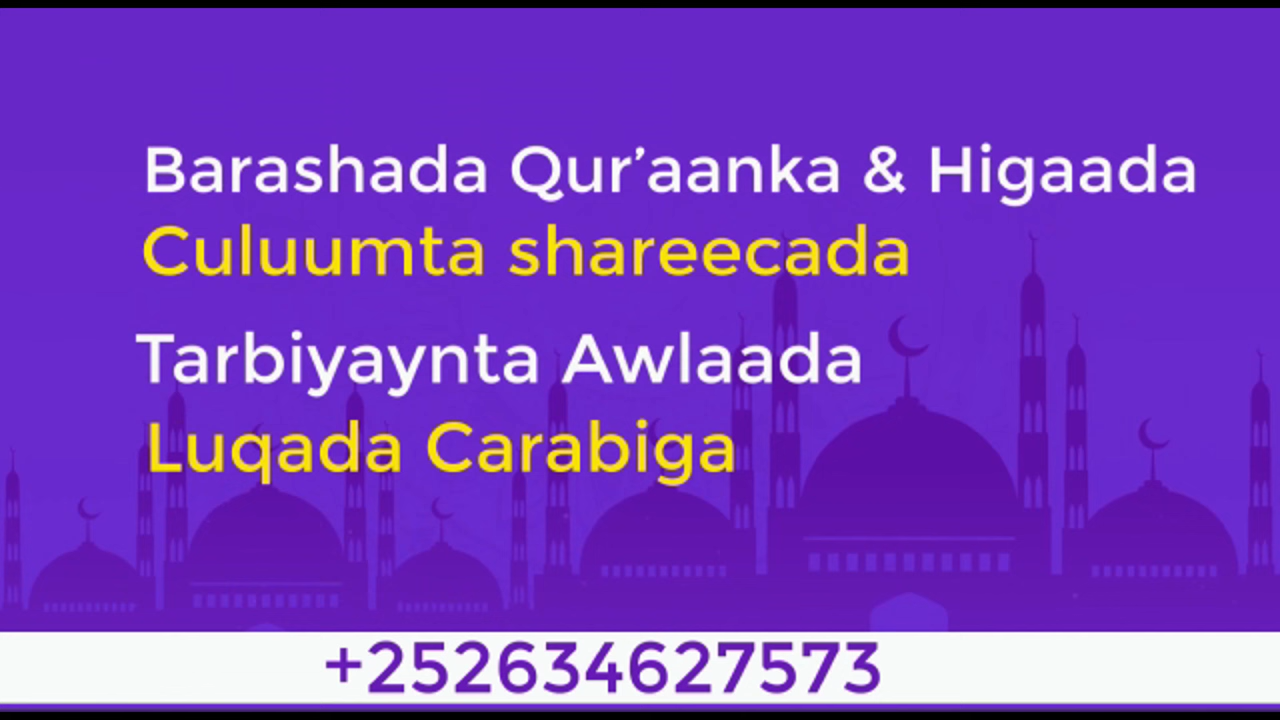 Barashada Qur’aanka & Higaada
Culuumta shareecada
Tarbiyaynta Awlaada
Luqada Carabiga
+252634627573